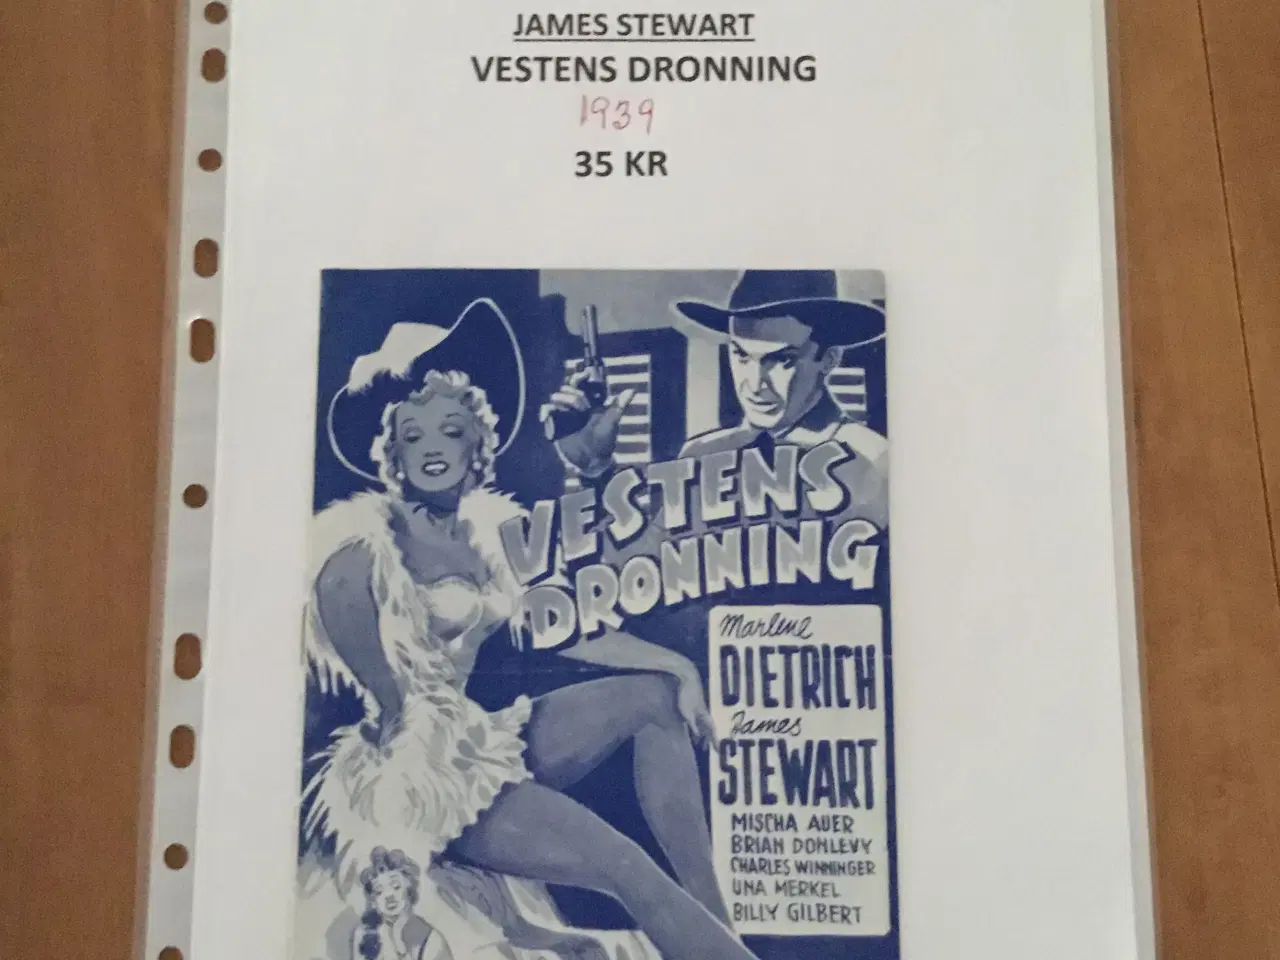 JAMES STEWART
VESTENS DRONNING
1939
35 KR
VESTENS
DRONNING
Marlene
DIETRICH
James
STEWART
MISCHA AUER
BRIAN DONLEVY
CHARLES WINNINGER
UNA MERKEL
BILLY GILBERT